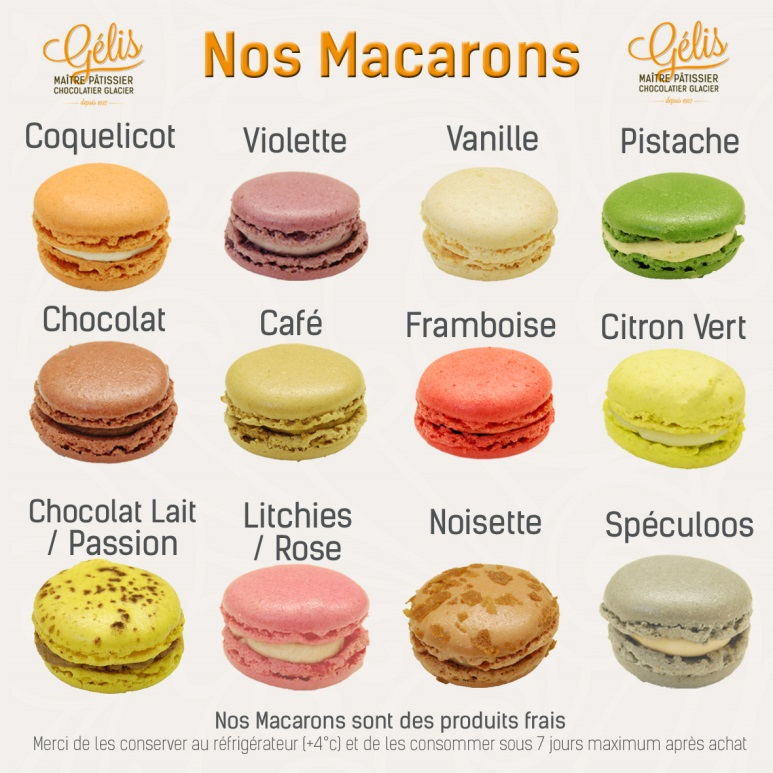 Gélis
MAÎTRE PÂTISSIER
CHOCOLATIER GLACIER
Nos Macarons
Gélis
MAÎTRE PÂTISSIER
CHOCOLATIER GLACIER
Coquelicot
Violette
Vanille
Pistache
Chocolat
Café
Framboise
Citron Vert
Chocolat Lait
/ Passion
Litchies
/ Rose
Noisette
Spéculoos
Nos Macarons sont des produits frais
Merci de les conserver au réfrigérateur (+4°c) et de les consommer sous 7 jours maximum après achat